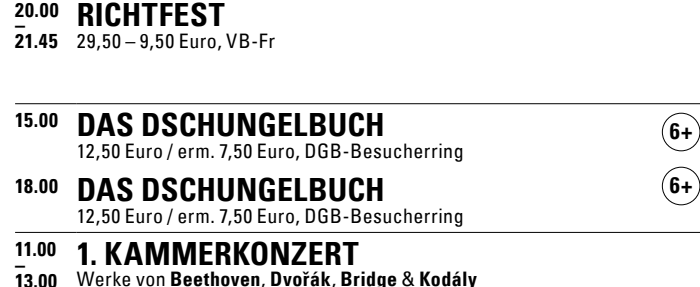 20.00 RICHTFEST
–
21.45 29,50 – 9,50 Euro, VB-Fr
15.00 DAS DSCHUNGELBUCH 6+
12,50 Euro / erm. 7,50 Euro, DGB-Besucherring
18.00 DAS DSCHUNGELBUCH 6+
12,50 Euro / erm. 7,50 Euro, DGB-Besucherring
11.00 1. KAMMERKONZERT
–
13.00 Werke von Beethoven, Dvořák, Bridge & Kodály